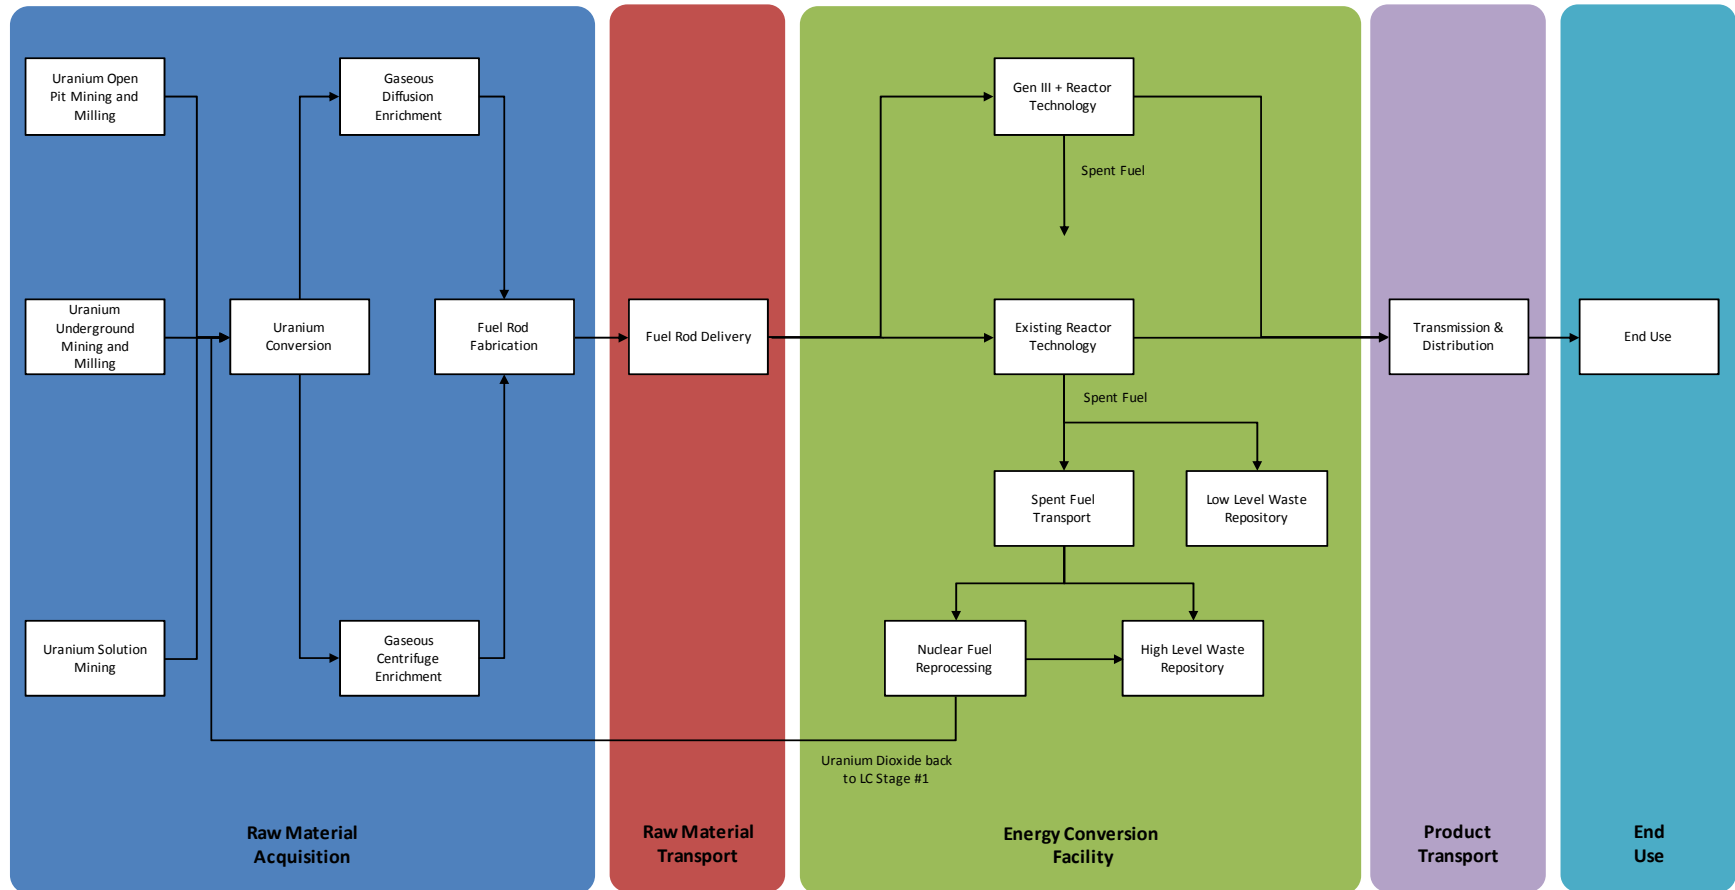 Uranium Open
Pit Mining and
Milling
Gaseous
Diffusion
Enrichment
Gen III + Reactor
Technology
Spent Fuel
Uranium
Underground
Mining and
Milling
Uranium
Conversion
Fuel Rod
Fabrication
Fuel Rod Delivery
Existing Reactor
Technology
Transmission &
Distribution
End Use
Spent Fuel
Spent Fuel
Transport
Low Level Waste
Repository
Uranium Solution
Mining
Gaseous
Centrifuge
Enrichment
Nuclear Fuel
Reprocessing
High Level Waste
Repository
Uranium Dioxide back
to LC Stage #1
Raw Material
Acquisition
Raw Material
Transport
Energy Conversion
Facility
Product
Transport
End
Use